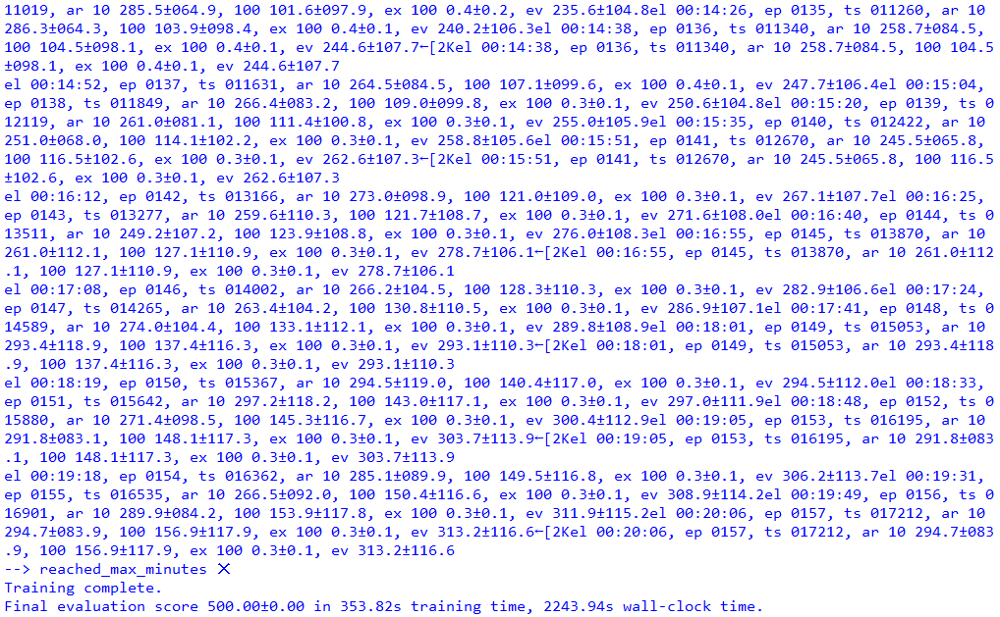 11019, ar 10 285.5±064.9, 100 101.6±097.9, ex 100 0.4±0.2, ev 235.6±104.8el 00:14:26, ep 0135, ts 011260, ar 10
286.3±064.3, 100 103.9±098.4, ex 100 0.4±0.1, ev 240.2±106.3el 00:14:38, ep 0136, ts 011340, ar 10 258.7±084.5,
100 104.5±098.1, ex 100 0.4±0.1, ev 244.6±107.7←[2Kel 00:14:38, ep 0136, ts 011340, ar 10 258.7±084.5, 100 104.5
±098.1, ex 100 0.4±0.1, ev 244.6±107.7
el 00:14:52, ep 0137, ts 011631, ar 10 264.5±084.5, 100 107.1±099.6, ex 100 0.4±0.1, ev 247.7±106.4el 00:15:04,
ep 0138, ts 011849, ar 10 266.4±083.2, 100 109.0±099.8, ex 100 0.3±0.1, ev 250.6±104.8el 00:15:20, ep 0139, ts 0
12119, ar 10 261.0±081.1, 100 111.4±100.8, ex 100 0.3±0.1, ev 255.0±105.9el 00:15:35, ep 0140, ts 012422, ar 10
251.0±068.0, 100 114.1±102.2, ex 100 0.3±0.1, ev 258.8±105.6el 00:15:51, ep 0141, ts 012670, ar 10 245.5±065.8,
100 116.5±102.6, ex 100 0.3±0.1, ev 262.6±107.3←[2Kel 00:15:51, ep 0141, ts 012670, ar 10 245.5±065.8, 100 116.5
±102.6, ex 100 0.3±0.1, ev 262.6±107.3
el 00:16:12, ep 0142, ts 013166, ar 10 273.0±098.9, 100 121.0±109.0, ex 100 0.3±0.1, ev 267.1±107.7el 00:16:25,
ep 0143, ts 013277, ar 10 259.6±110.3, 100 121.7±108.7, ex 100 0.3±0.1, ev 271.6±108.0el 00:16:40, ep 0144, ts 0
13511, ar 10 249.2±107.2, 100 123.9±108.8, ex 100 0.3±0.1, ev 276.0±108.3el 00:16:55, ep 0145, ts 013870, ar 10
261.0±112.1, 100 127.1±110.9, ex 100 0.3±0.1, ev 278.7±106.1←[2Kel 00:16:55, ep 0145, ts 013870, ar 10 261.0±112
.1, 100 127.1±110.9, ex 100 0.3±0.1, ev 278.7±106.1
el 00:17:08, ep 0146, ts 014002, ar 10 266.2±104.5, 100 128.3±110.3, ex 100 0.3±0.1, ev 282.9±106.6el 00:17:24,
ep 0147, ts 014265, ar 10 263.4±104.2, 100 130.8±110.5, ex 100 0.3±0.1, ev 286.9±107.1el 00:17:41, ep 0148, ts 0
14589, ar 10 274.0±104.4, 100 133.1±112.1, ex 100 0.3±0.1, ev 289.8±108.9el 00:18:01, ep 0149, ts 015053, ar 10
293.4±118.9, 100 137.4±116.3, ex 100 0.3±0.1, ev 293.1±110.3←[2Kel 00:18:01, ep 0149, ts 015053, ar 10 293.4±118
.9, 100 137.4±116.3, ex 100 0.3±0.1, ev 293.1±110.3
el 00:18:19, ep 0150, ts 015367, ar 10 294.5±119.0, 100 140.4±117.0, ex 100 0.3±0.1, ev 294.5±112.0el 00:18:33,
ep 0151, ts 015642, ar 10 297.2±118.2, 100 143.0±117.1, ex 100 0.3±0.1, ev 297.0±111.9el 00:18:48, ep 0152, ts 0
15880, ar 10 271.4±098.5, 100 145.3±116.7, ex 100 0.3±0.1, ev 300.4±112.9el 00:19:05, ep 0153, ts 016195, ar 10
291.8±083.1, 100 148.1±117.3, ex 100 0.3±0.1, ev 303.7±113.9←[2Kel 00:19:05, ep 0153, ts 016195, ar 10 291.8±083
.1, 100 148.1±117.3, ex 100 0.3±0.1, ev 303.7±113.9
el 00:19:18, ep 0154, ts 016362, ar 10 285.1±089.9, 100 149.5±116.8, ex 100 0.3±0.1, ev 306.2±113.7el 00:19:31,
ep 0155, ts 016535, ar 10 266.5±092.0, 100 150.4±116.6, ex 100 0.3±0.1, ev 308.9±114.2el 00:19:49, ep 0156, ts 0
16901, ar 10 289.9±084.2, 100 153.9±117.8, ex 100 0.3±0.1, ev 311.9±115.2el 00:20:06, ep 0157, ts 017212, ar 10
294.7±083.9, 100 156.9±117.9, ex 100 0.3±0.1, ev 313.2±116.6←[2Kel 00:20:06, ep 0157, ts 017212, ar 10 294.7±083
.9, 100 156.9±117.9, ex 100 0.3±0.1, ev 313.2±116.6
--> reached_max_minutes ✕
Training complete.
Final evaluation score 500.00±0.00 in 353.82s training time, 2243.94s wall-clock time.